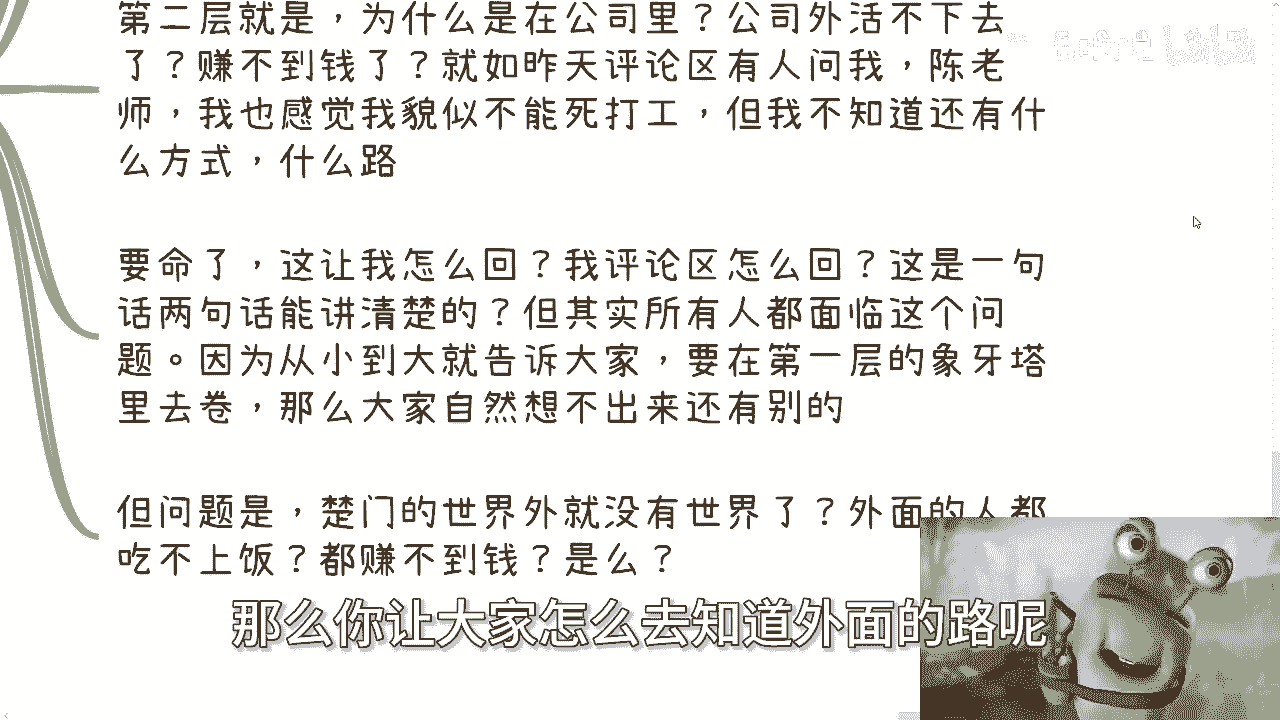 第二层就是，为什么是在公司里？公司外活不下去
了？赚不到钱了？就如昨天评论区有人问我，陈老
师，我也感觉我貌似不能死打工，但我不知道还有什
么方式，什么路
要命了，这让我怎么回？我评论区怎么回？这是一句
话两句话能讲清楚的？但其实所有人都面临这个问
题。因为从小到大就告诉大家，要在第一层的象牙塔
里去卷，那么大家自然想不出来还有别的
但问题是，楚门的世界外就没有世界了？外面的人都
吃不上饭？都赚不到钱？是么？
那么你让大家怎么去知道外面的路呢